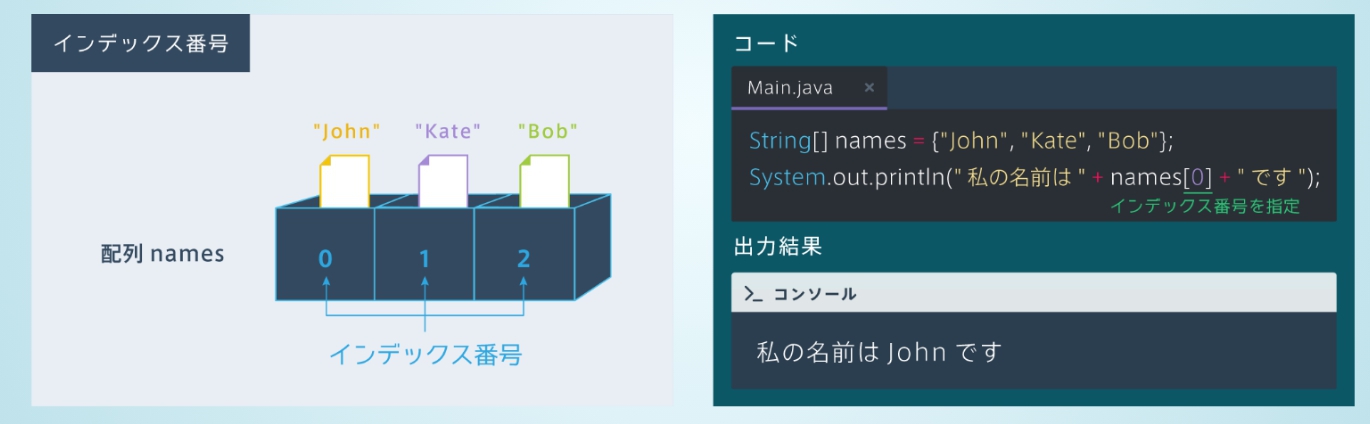 インデックス番号
"John" "Kate" "Bob"
配列 names
0 1 2
インデックス番号
コード
Main.java ×
String[] names = {"John", "Kate", "Bob"};
System.out.println(" 私の名前は " + names[0] + " です ");
インデックス番号を指定
出力結果
>_ コンソール
私の名前は John です